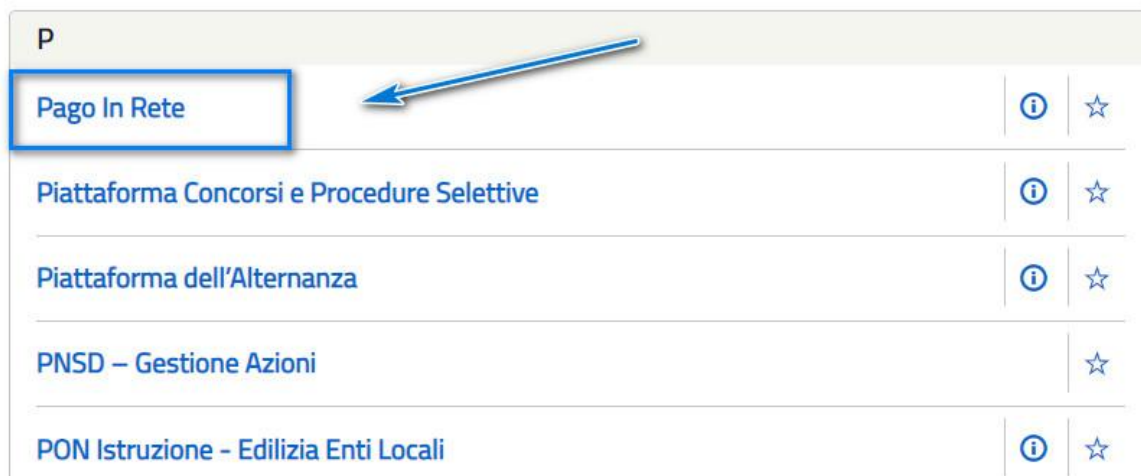 P
Pago In Rete
Piattaforma Concorsi e Procedure Selettive
Piattaforma dell’Alternanza
PNSD – Gestione Azioni
PON Istruzione - Edilizia Enti Locali